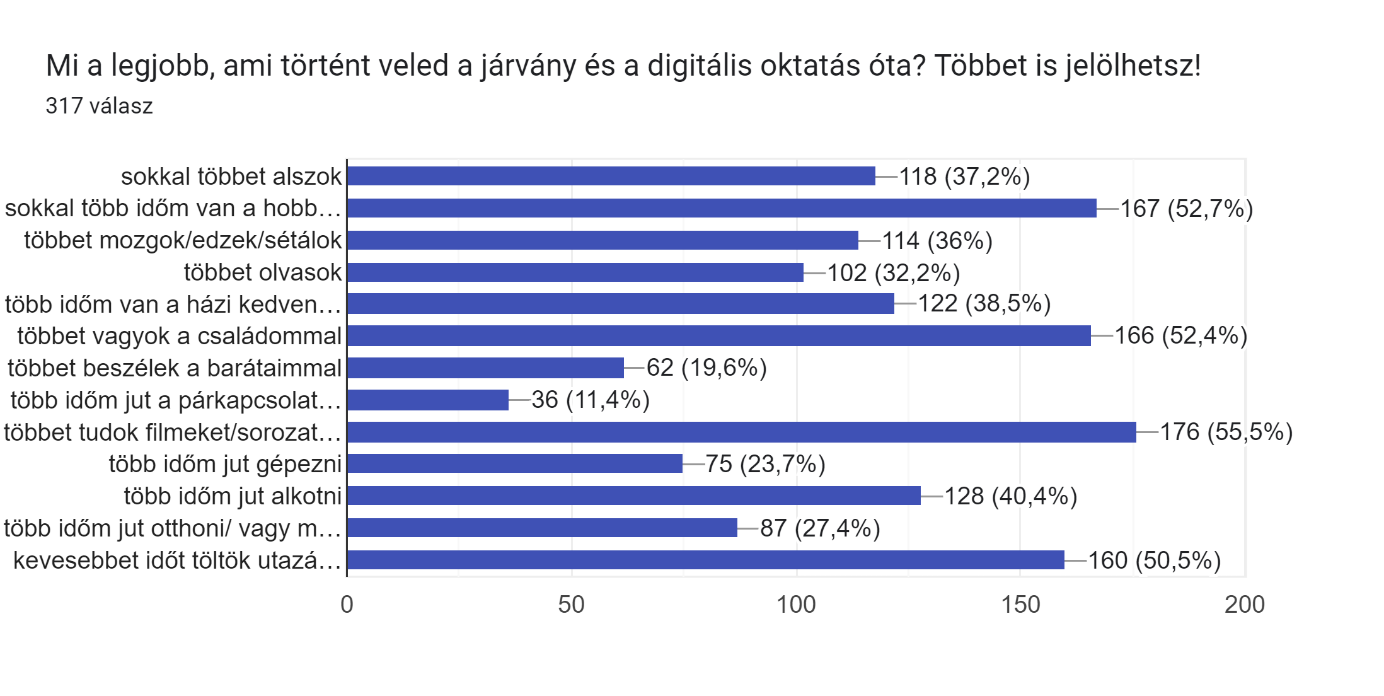 Mi a legjobb, ami történt veled a járvány és a digitális oktatás óta? Többet is jelölhetsz!
317 válasz
sokkal többet alszok 118 (37,2%)
sokkal több időm van a hobb… 167 (52,7%)
többet mozgok/edzek/sétálok 114 (36%)
többet olvasok 102 (32,2%)
több időm van a házi kedven… 122 (38,5%)
többet vagyok a családommal 166 (52,4%)
többet beszélek a barátaimmal 62 (19,6%)
több időm jut a párkapcsolat… 36 (11,4%)
többet tudok filmeket/sorozat… 176 (55,5%)
több időm jut gépezni 75 (23,7%)
több időm jut alkotni 128 (40,4%)
több időm jut otthoni/ vagy m… 87 (27,4%)
kevesebbet időt töltök utazá… 160 (50,5%)
0 50 100 150 200